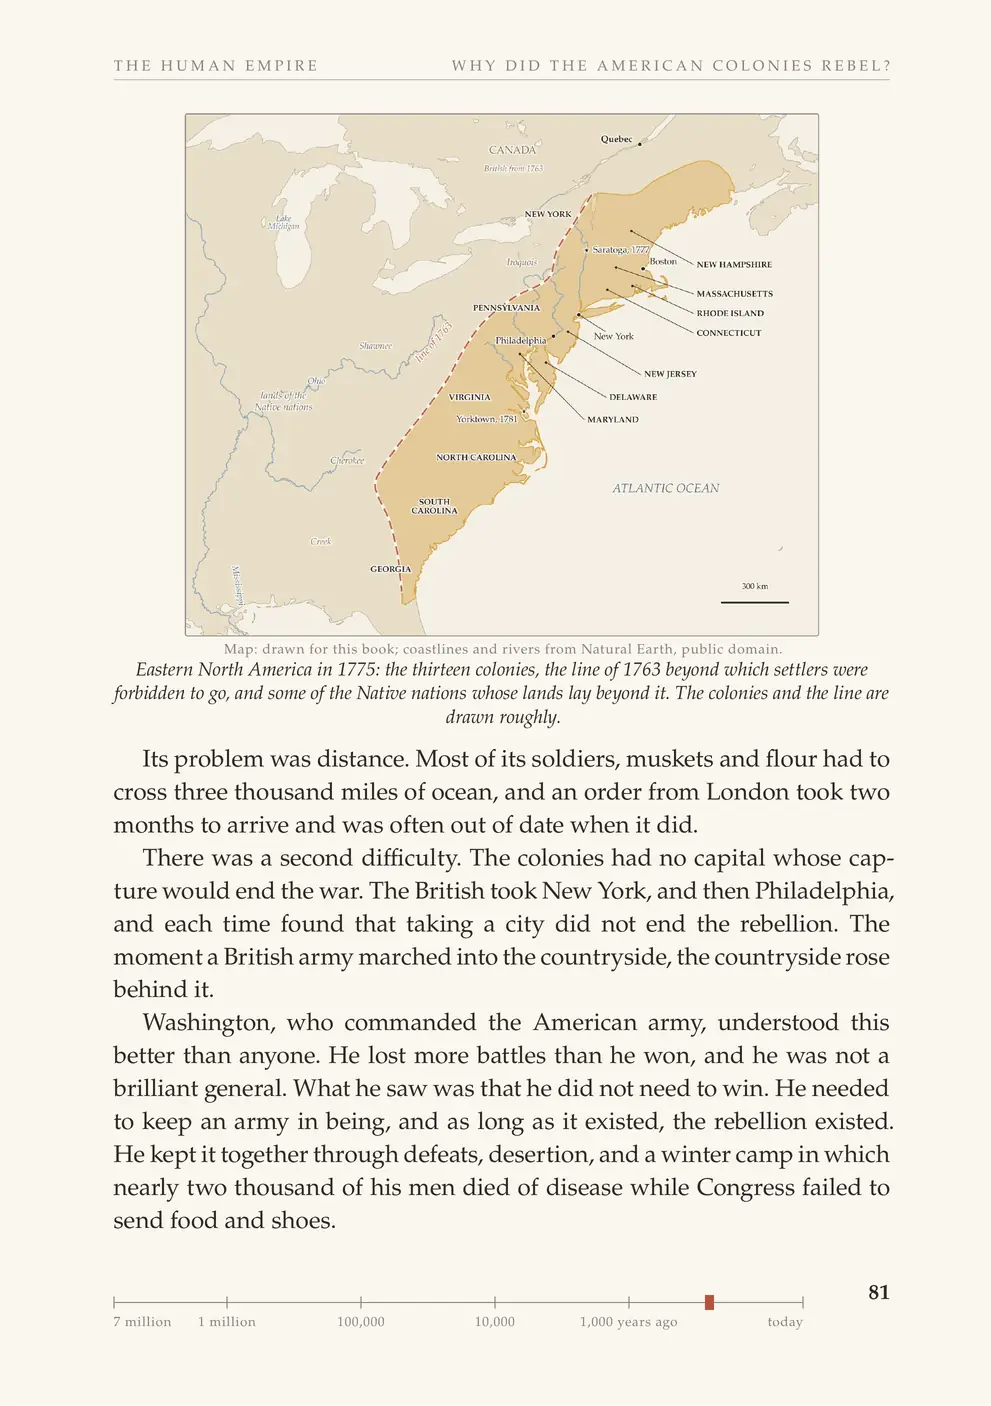 THE HUMAN EMPIRE
WHY DID THE AMERICAN COLONIES REBEL?
Quebec
CANADA
British from 1763
Lake
Michigan
NEW YORK
Saratoga, 1777
Iroquois
Boston
NEW HAMPSHIRE
MASSACHUSETTS
PENNSYLVANIA
RHODE ISLAND
CONNECTICUT
line of 1763
Philadelphia
New York
Shawnee
NEW JERSEY
Ohio
lands of the
Native nations
VIRGINIA
DELAWARE
Yorktown, 1781
MARYLAND
Cherokee
NORTH CAROLINA
ATLANTIC OCEAN
SOUTH
CAROLINA
Creek
GEORGIA
Mississippi
300 km
Map: drawn for this book; coastlines and rivers from Natural Earth, public domain.
Eastern North America in 1775: the thirteen colonies, the line of 1763 beyond which settlers were
forbidden to go, and some of the Native nations whose lands lay beyond it. The colonies and the line are
drawn roughly.
Its problem was distance. Most of its soldiers, muskets and flour had to
cross three thousand miles of ocean, and an order from London took two
months to arrive and was often out of date when it did.
There was a second difficulty. The colonies had no capital whose cap-
ture would end the war. The British took New York, and then Philadelphia,
and each time found that taking a city did not end the rebellion. The
moment a British army marched into the countryside, the countryside rose
behind it.
Washington, who commanded the American army, understood this
better than anyone. He lost more battles than he won, and he was not a
brilliant general. What he saw was that he did not need to win. He needed
to keep an army in being, and as long as it existed, the rebellion existed.
He kept it together through defeats, desertion, and a winter camp in which
nearly two thousand of his men died of disease while Congress failed to
send food and shoes.
81
7 million
1 million
100,000
10,000
1,000 years ago
today